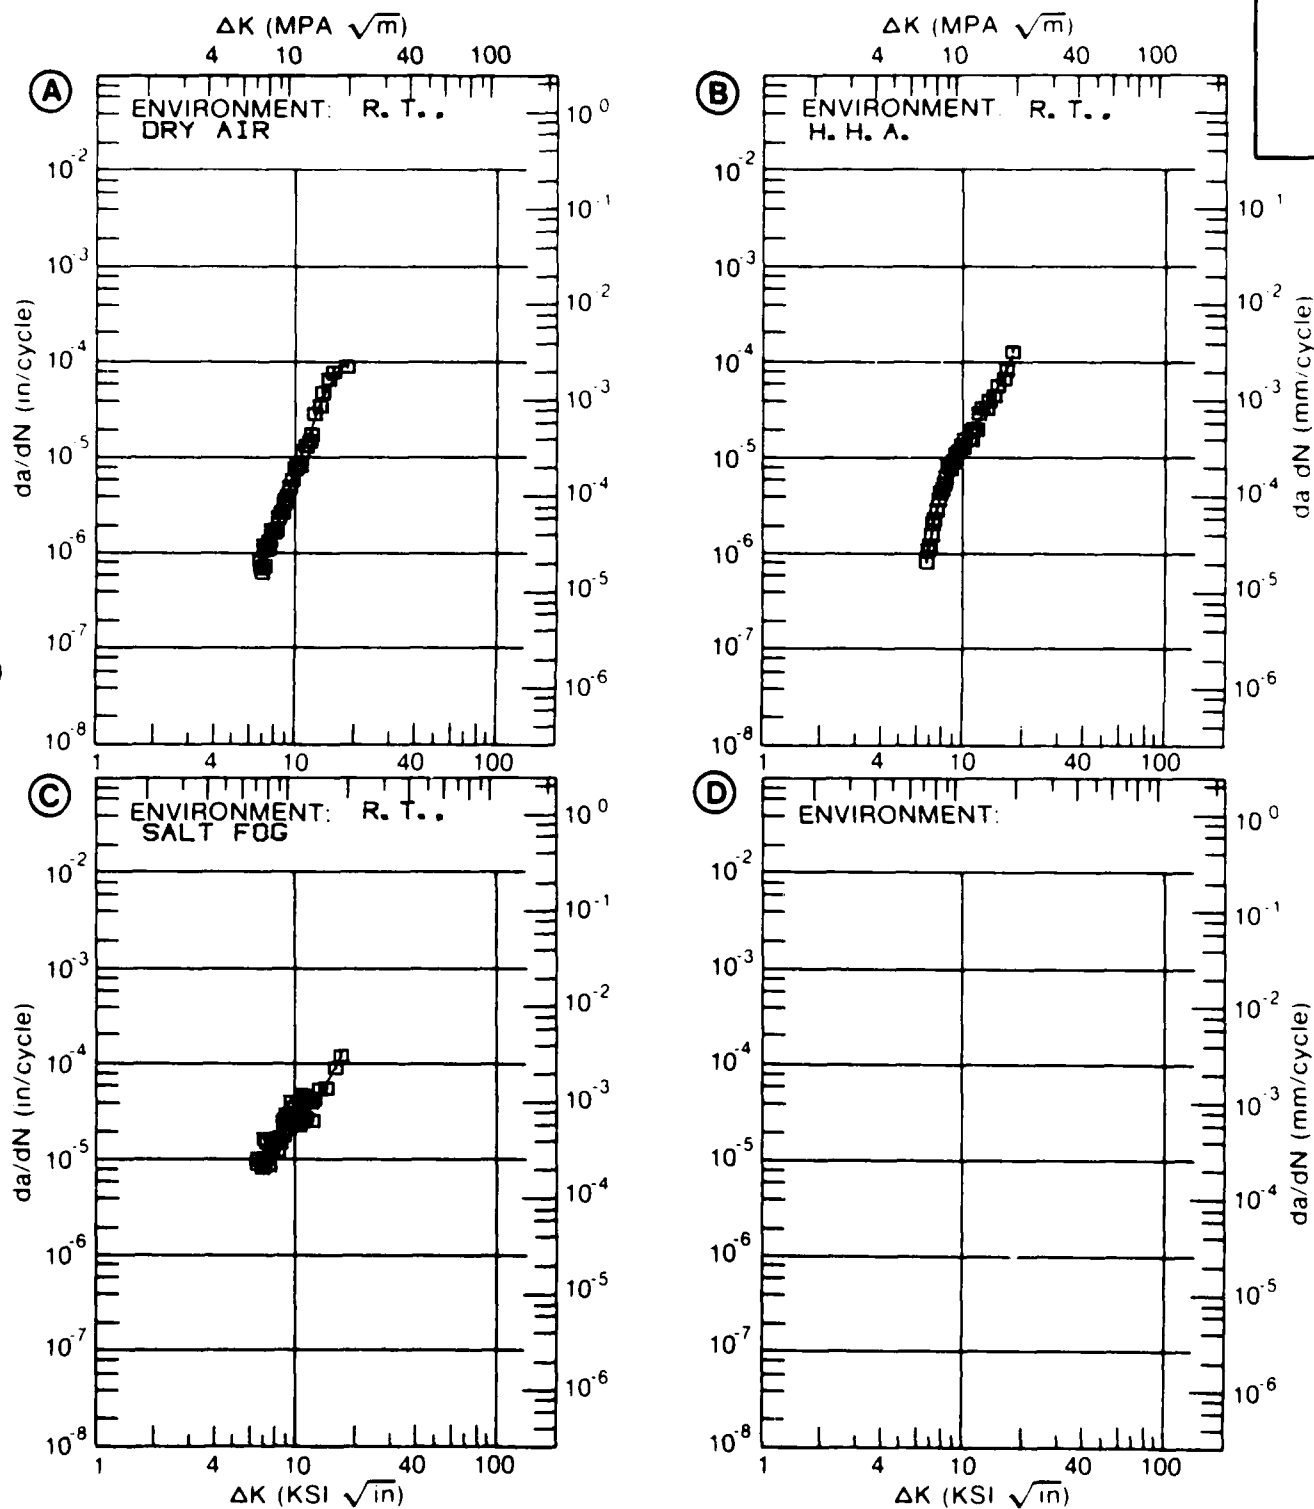 ΔK (MPA √m)
4 10 40 100
A
ENVIRONMENT: R. T..
DRY AIR
10^0
10^-2
10^-1
10^-3
10^-2
10^-4
10^-3
10^-5
10^-4
10^-6
10^-5
10^-7
10^-6
10^-8
da/dN (in/cycle)
1 4 10 40 100
ΔK (MPA √m)
4 10 40 100
B
ENVIRONMENT R. T..
H. H. A.
10^-2
10^1
10^-3
10^-2
10^-4
10^-3
10^-5
10^-4
10^-6
10^-5
10^-7
10^-6
10^-8
da dN (mm/cycle)
1 4 10 40 100
C
ENVIRONMENT: R. T..
SALT FOG
10^0
10^-2
10^-1
10^-3
10^-2
10^-4
10^-3
10^-5
10^-4
10^-6
10^-5
10^-7
10^-6
10^-8
da/dN (in/cycle)
1 4 10 40 100
ΔK (KSI √in)
D
ENVIRONMENT:
10^0
10^-2
10^-1
10^-3
10^-2
10^-4
10^-3
10^-5
10^-4
10^-6
10^-5
10^-7
10^-6
10^-8
da/dN (mm/cycle)
1 4 10 40 100
ΔK (KSI √in)